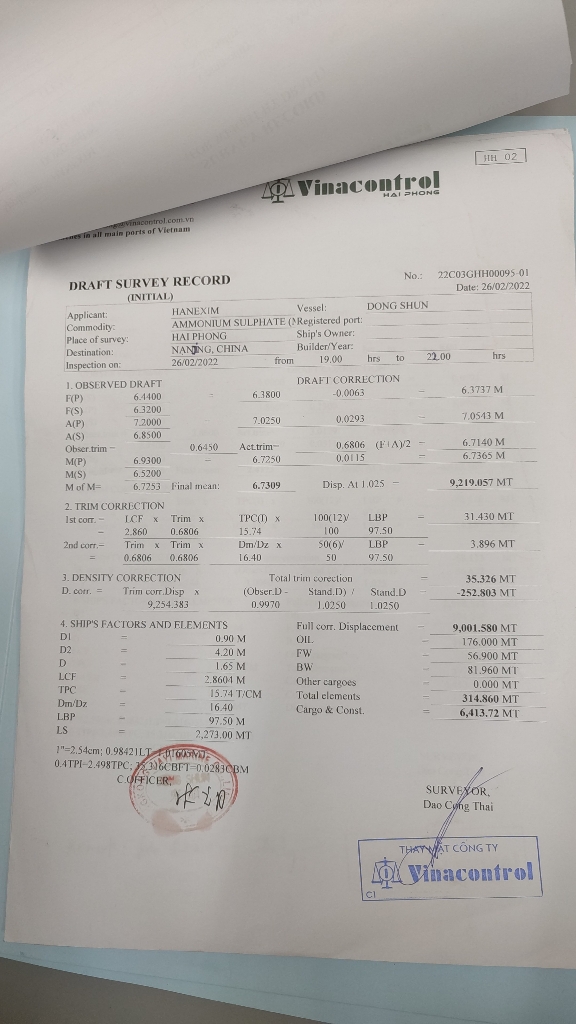 HH 02
Vinacontrol
HAI PHONG
in all main ports of Vietnam
DRAFT SURVEY RECORD
(INITIAL)
No.: 22C03GHH00095-01
Date: 26/02/2022
Applicant: HANEXIM Vessel: DONG SHUN
Commodity: AMMONIUM SULPHATE (N Registered port:
Place of survey: HAI PHONG Ship's Owner:
Destination: NANJING, CHINA Builder/Year:
Inspection on: 26/02/2022 from 19.00 hrs to 22.00 hrs
1. OBSERVED DRAFT DRAFT CORRECTION
F(P) 6.4400 = 6.3800 -0.0063 = 6.3737 M
F(S) 6.3200
A(P) 7.2000 7.0250 0.0293 = 7.0543 M
A(S) 6.8500
Obser.trim = 0.6450 Act.trim= 0.6806 (F+A)/2 = 6.7140 M
M(P) 6.9300 = 6.7250 0.0115 = 6.7365 M
M(S) 6.5200
M of M= 6.7253 Final mean: 6.7309 Disp. At 1.025 = 9,219.057 MT
2. TRIM CORRECTION
1st corr. = LCF x Trim x TPC(I) x 100(12)/ LBP = 31.430 MT
= 2.860 0.6806 15.74 100 97.50
2nd corr.= Trim x Trim x Dm/Dz x 50(6)/ LBP = 3.896 MT
= 0.6806 0.6806 16.40 50 97.50
3. DENSITY CORRECTION Total trim corection = 35.326 MT
D. corr. = Trim corr.Disp x (Obser.D - Stand.D) / Stand.D = -252.803 MT
9,254.383 0.9970 1.0250 1.0250
4. SHIP'S FACTORS AND ELEMENTS Full corr. Displacement = 9,001.580 MT
D1 = 0.90 M OIL = 176.000 MT
D2 = 4.20 M FW = 56.900 MT
D = 1.65 M BW = 81.960 MT
LCF = 2.8604 M Other cargoes = 0.000 MT
TPC = 15.74 T/CM Total elements = 314.860 MT
Dm/Dz = 16.40 Cargo & Const. = 6,413.72 MT
LBP = 97.50 M
LS = 2,273.00 MT
1"=2.54cm; 0.98421LT
0.4TPI=2.498TPC; 35.316CBFT=0.0283CBM
C.OFFICER,
SURVEYOR,
Dao Cong Thai
THAY MẶT CÔNG TY
Vinacontrol
CI